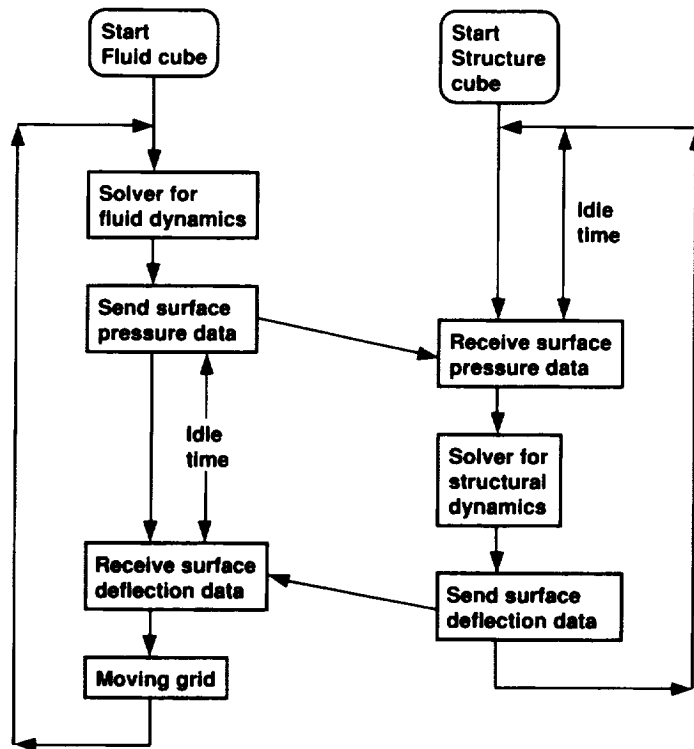 Start
Fluid cube
Solver for
fluid dynamics
Send surface
pressure data
Idle
time
Receive surface
deflection data
Moving grid
Start
Structure
cube
Idle
time
Receive surface
pressure data
Solver for
structural
dynamics
Send surface
deflection data